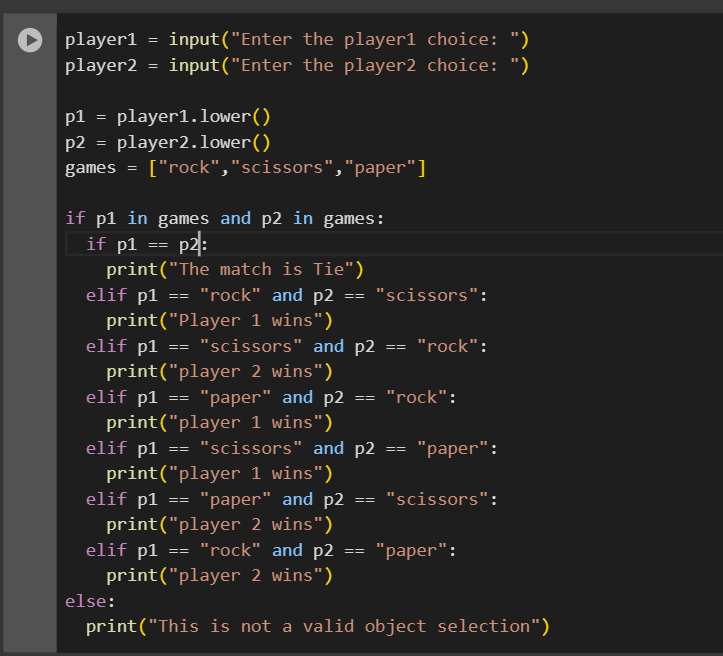 player1 = input("Enter the player1 choice: ")
player2 = input("Enter the player2 choice: ")

p1 = player1.lower()
p2 = player2.lower()
games = ["rock","scissors","paper"]

if p1 in games and p2 in games:
  if p1 == p2:
    print("The match is Tie")
  elif p1 == "rock" and p2 == "scissors":
    print("Player 1 wins")
  elif p1 == "scissors" and p2 == "rock":
    print("player 2 wins")
  elif p1 == "paper" and p2 == "rock":
    print("player 1 wins")
  elif p1 == "scissors" and p2 == "paper":
    print("player 1 wins")
  elif p1 == "paper" and p2 == "scissors":
    print("player 2 wins")
  elif p1 == "rock" and p2 == "paper":
    print("player 2 wins")
else:
  print("This is not a valid object selection")